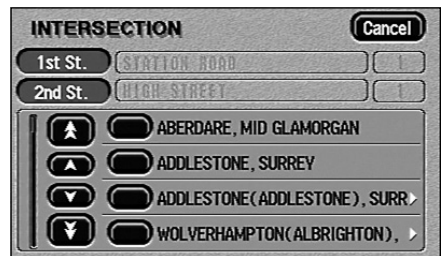 INTERSECTION Cancel
1st St. STATION ROAD 1
2nd St. HIGH STREET 1
ABERDARE, MID GLAMORGAN
ADDLESTONE, SURREY
ADDLESTONE(ADDLESTONE), SURR
WOLVERHAMPTON(ALBRIGHTON),